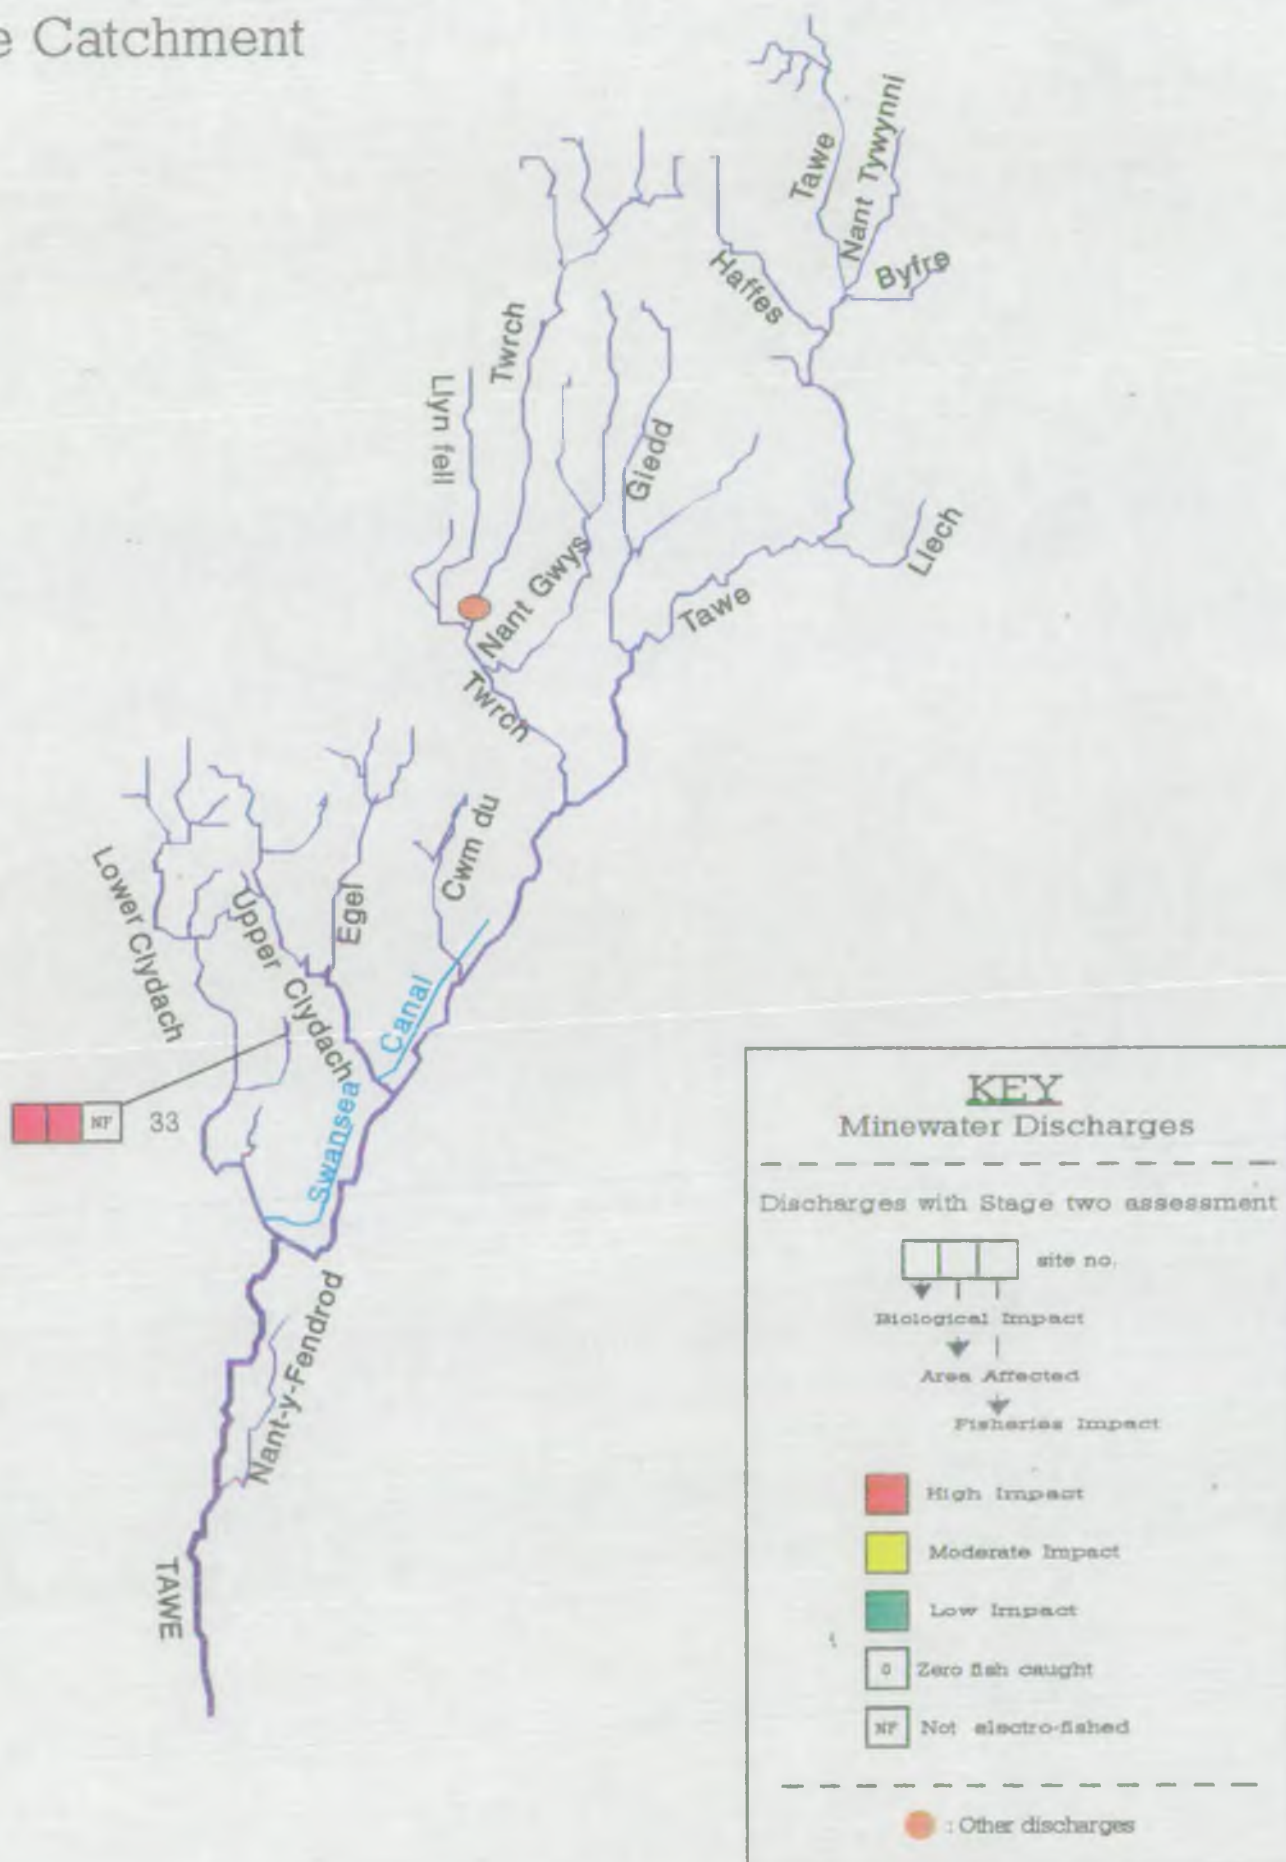 e Catchment
Tawe
Nant Tywynni
Byfre
Haffes
Twrch
Llyn fell
Giedd
Llech
Nant Gwys
Tawe
Twrch
Cwm du
Egel
Lower Clydach
Upper Clydach
Canal
Swansea
NF 33
Nant-y-Fendrod
TAWE
KEY
Minewater Discharges
Discharges with Stage two assessment
site no.
Biological Impact
Area Affected
Fisheries Impact
High Impact
Moderate Impact
Low Impact
0 Zero fish caught
NF Not electro-fished
: Other discharges